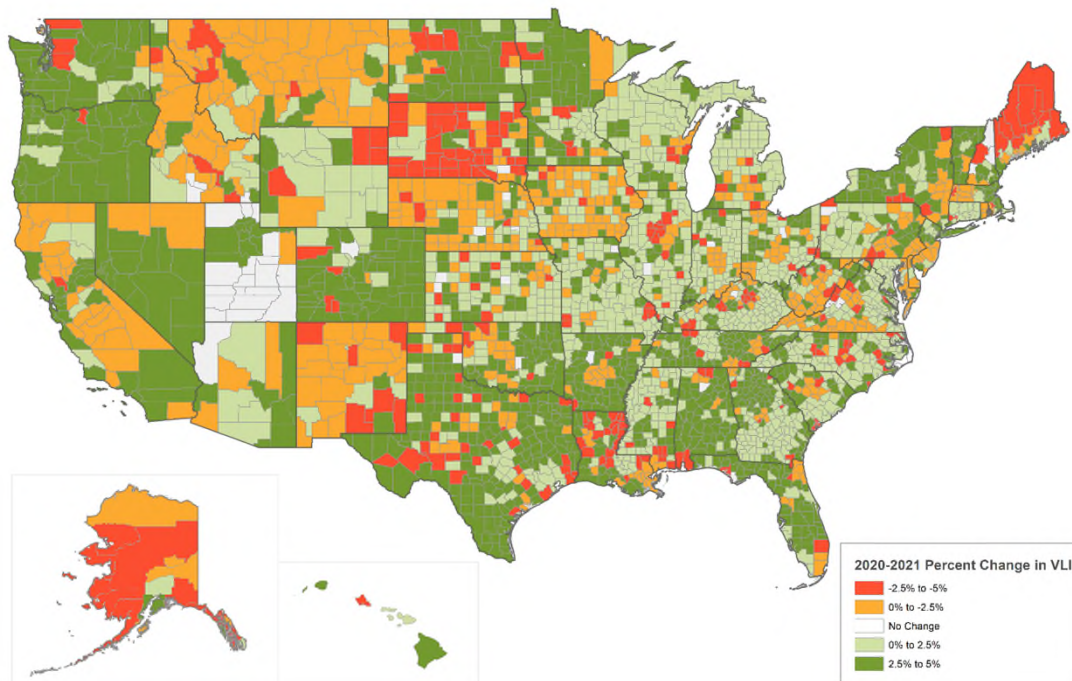 2020-2021 Percent Change in VLI
-2.5% to -5%
0% to -2.5%
No Change
0% to 2.5%
2.5% to 5%